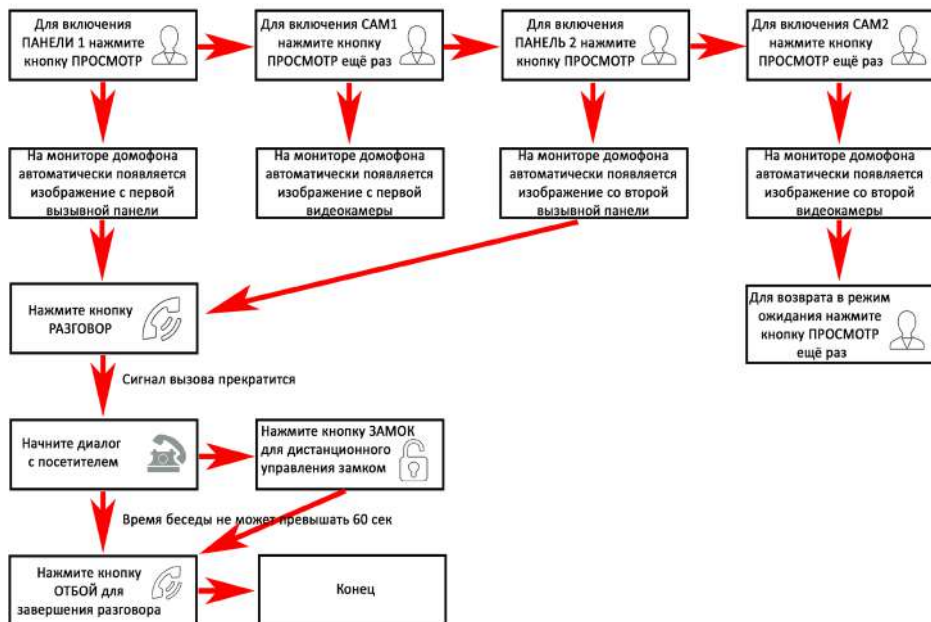 Для включения
ПАНЕЛИ 1 нажмите
кнопку ПРОСМОТР
Для включения CAM1
нажмите кнопку
ПРОСМОТР ещё раз
Для включения
ПАНЕЛЬ 2 нажмите
кнопку ПРОСМОТР
Для включения CAM2
нажмите кнопку
ПРОСМОТР ещё раз
На мониторе домофона
автоматически появляется
изображение с первой
вызывной панели
На мониторе домофона
автоматически появляется
изображение с первой
видеокамеры
На мониторе домофона
автоматически появляется
изображение со второй
вызывной панели
На мониторе домофона
автоматически появляется
изображение со второй
видеокамеры
Нажмите кнопку
РАЗГОВОР
Для возврата в режим
ожидания нажмите
кнопку ПРОСМОТР
ещё раз
Сигнал вызова прекратится
Начните диалог
с посетителем
Нажмите кнопку ЗАМОК
для дистанционного
управления замком
Время беседы не может превышать 60 сек
Нажмите кнопку
ОТБОЙ для
завершения разговора
Конец